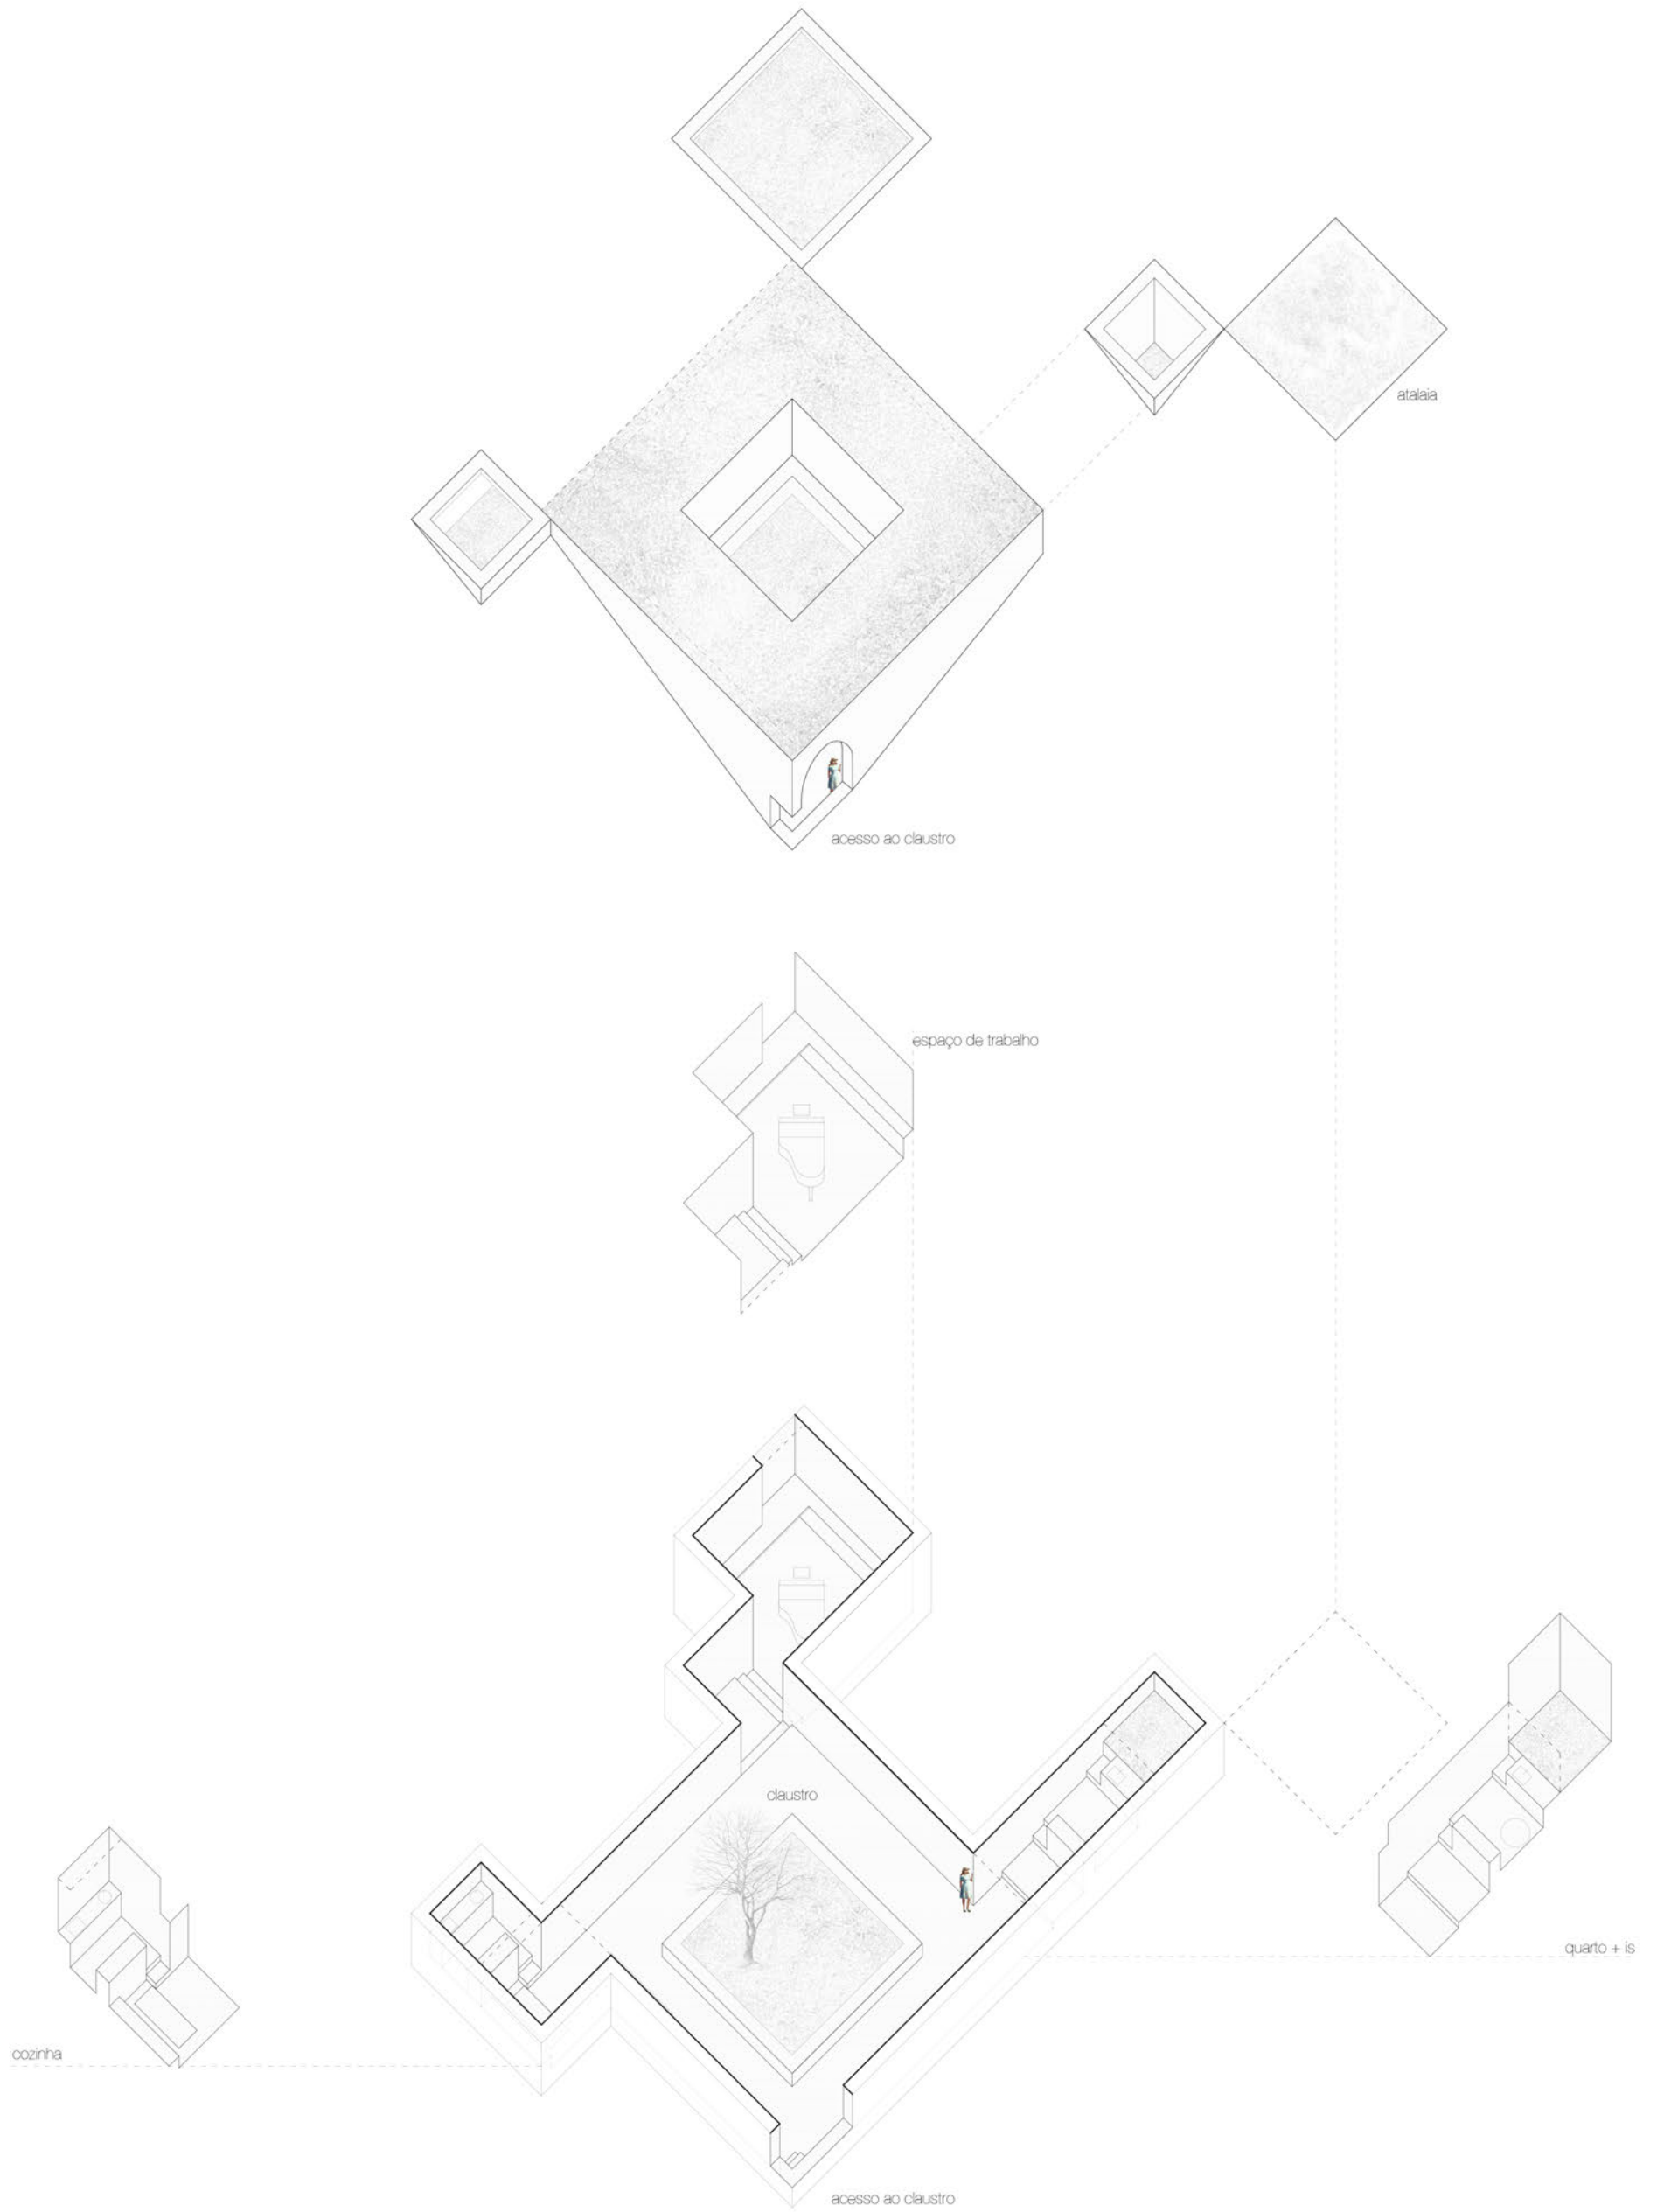 atalaia
acesso ao claustro
espaço de trabalho
claustro
quarto + is
cozinha
acesso ao claustro